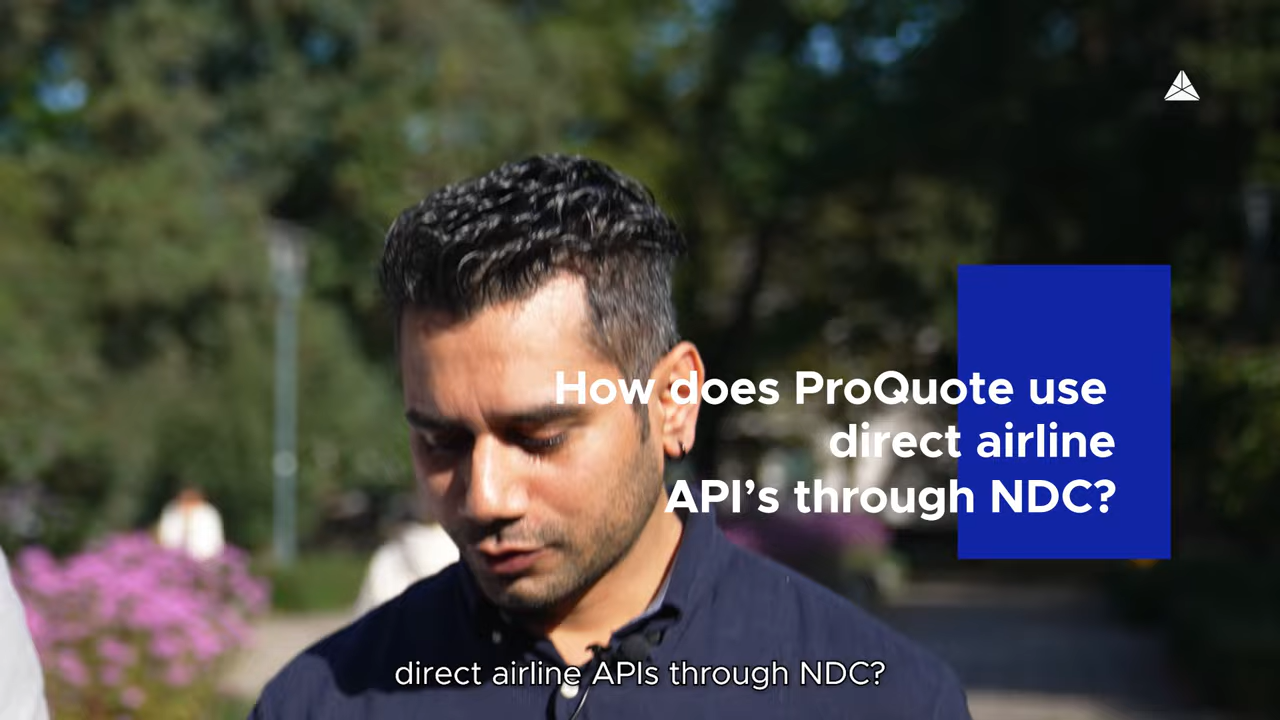 How does ProQuote use
direct airline
API’s through NDC?
direct airline APIs through NDC?